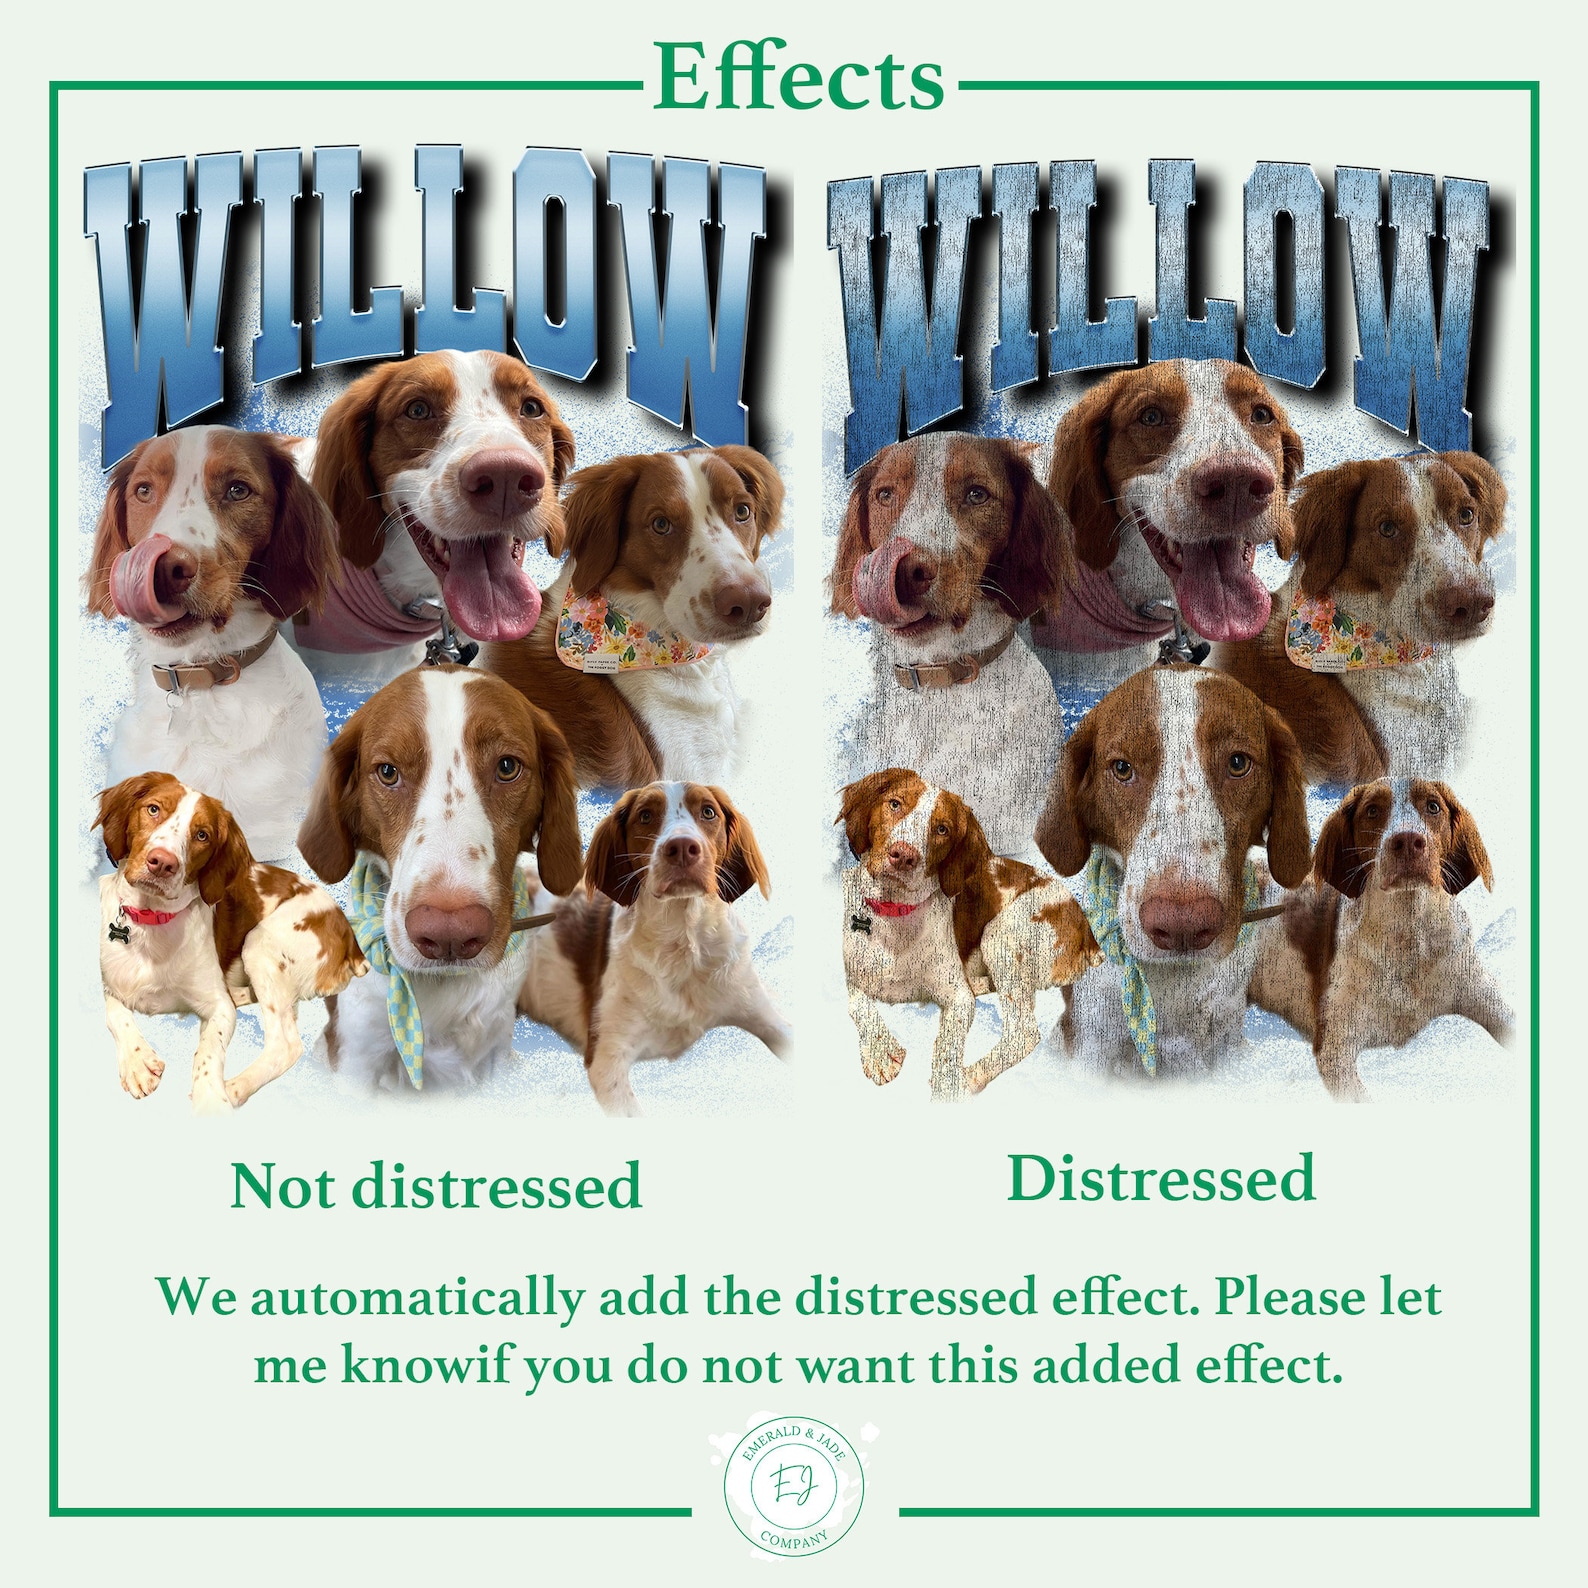 Effects
WILLOW
WILLOW
Not distressed
Distressed
We automatically add the distressed effect. Please let
me knowif you do not want this added effect.
EMERALD & JADE
EJ
COMPANY